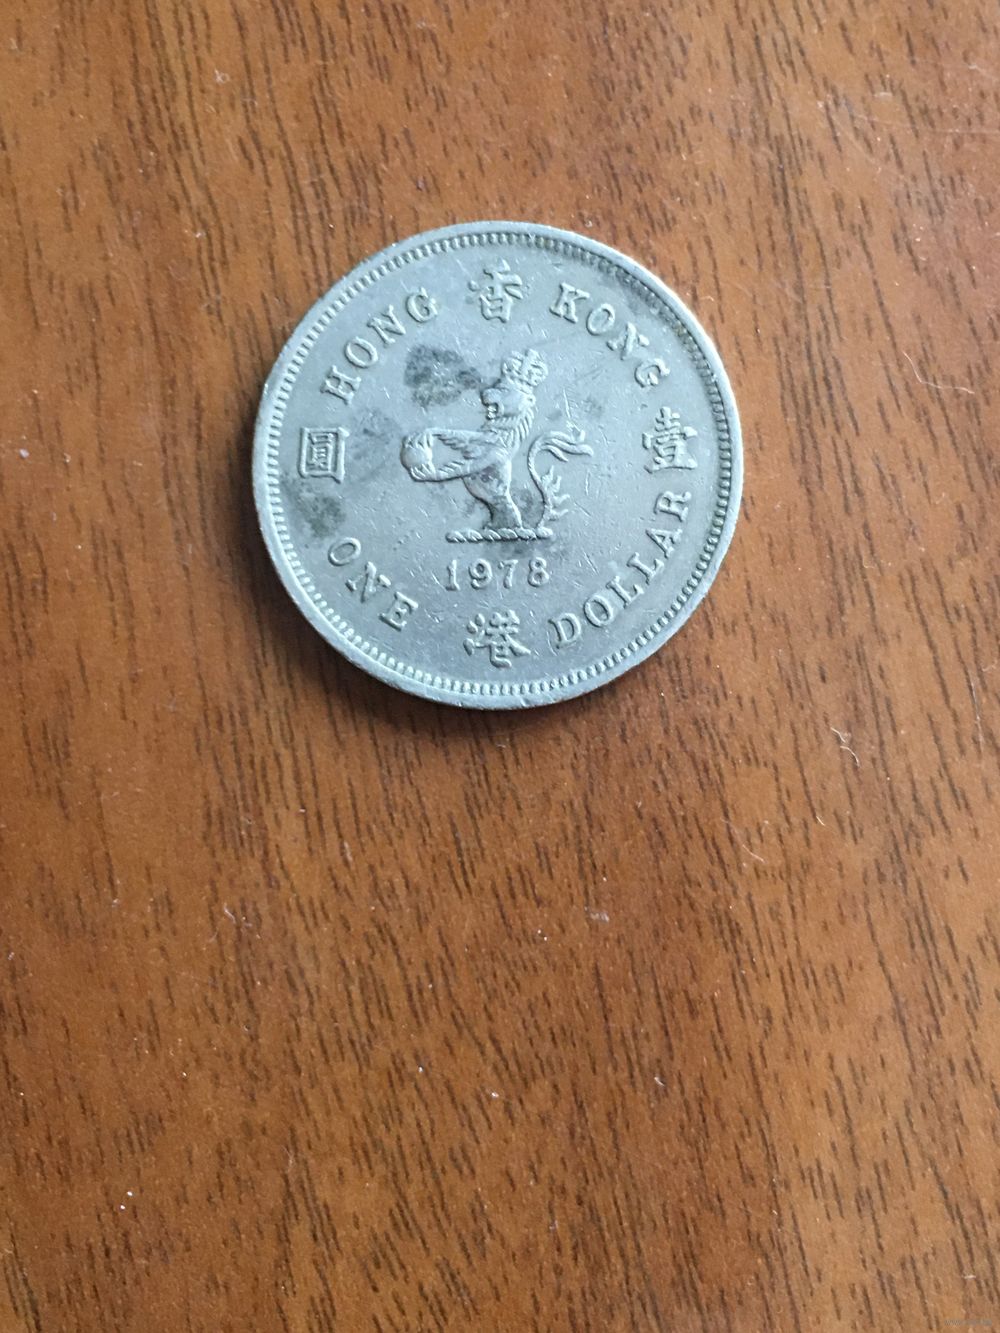 HONG KONG
香港
壹圓
ONE DOLLAR
1978